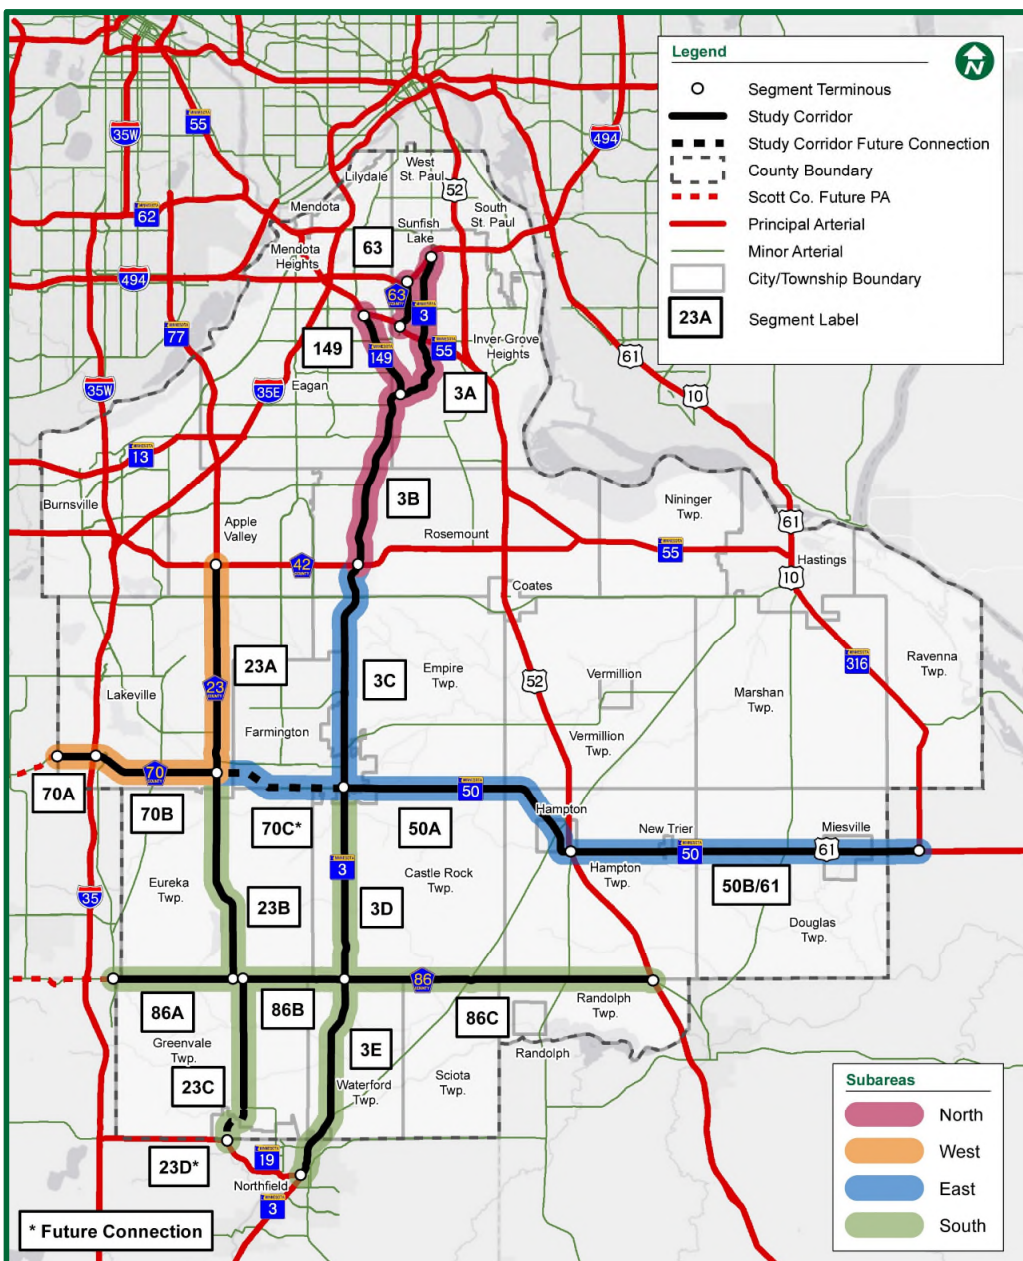 Legend
N
Segment Terminous
Study Corridor
Study Corridor Future Connection
County Boundary
Scott Co. Future PA
Principal Arterial
Minor Arterial
City/Township Boundary
23A
Segment Label
35W
55
494
West
St. Paul
Lilydale
52
Mendota
South
St. Paul
62
Sunfish
Lake
63
Mendota
Heights
494
63
COUNTY
3
77
149
149
55
Inver Grove
Heights
61
35W
Eagan
35E
3A
10
13
3B
Burnsville
Apple
Valley
Rosemount
Nininger
Twp.
61
42
COUNTY
55
Hastings
10
Coates
23A
3C
Empire
Twp.
Vermillion
316
Ravenna
Twp.
Lakeville
23
COUNTY
52
Marshan
Twp.
Farmington
Vermillion
Twp.
70
COUNTY
70A
70B
70C*
50
50A
Hampton
New Trier
Miesville
50
61
Eureka
Twp.
3
Castle Rock
Twp.
Hampton
Twp.
50B/61
35
23B
3D
Douglas
Twp.
86
COUNTY
86A
86B
86C
Randolph
Twp.
Greenvale
Twp.
3E
Randolph
23C
Waterford
Twp.
Sciota
Twp.
23D*
19
Northfield
3
* Future Connection
Subareas
North
West
East
South